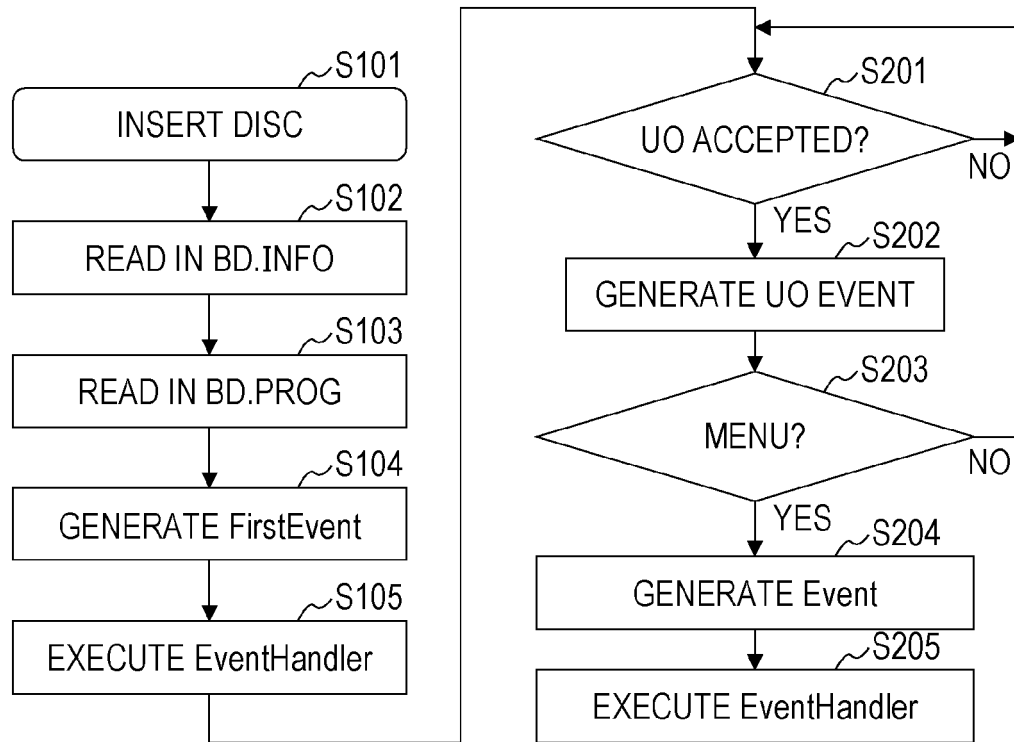 S101
INSERT DISC
S102
READ IN BD.INFO
S103
READ IN BD.PROG
S104
GENERATE FirstEvent
S105
EXECUTE EventHandler
S201
UO ACCEPTED?
NO
YES
S202
GENERATE UO EVENT
S203
MENU?
NO
YES
S204
GENERATE Event
S205
EXECUTE EventHandler